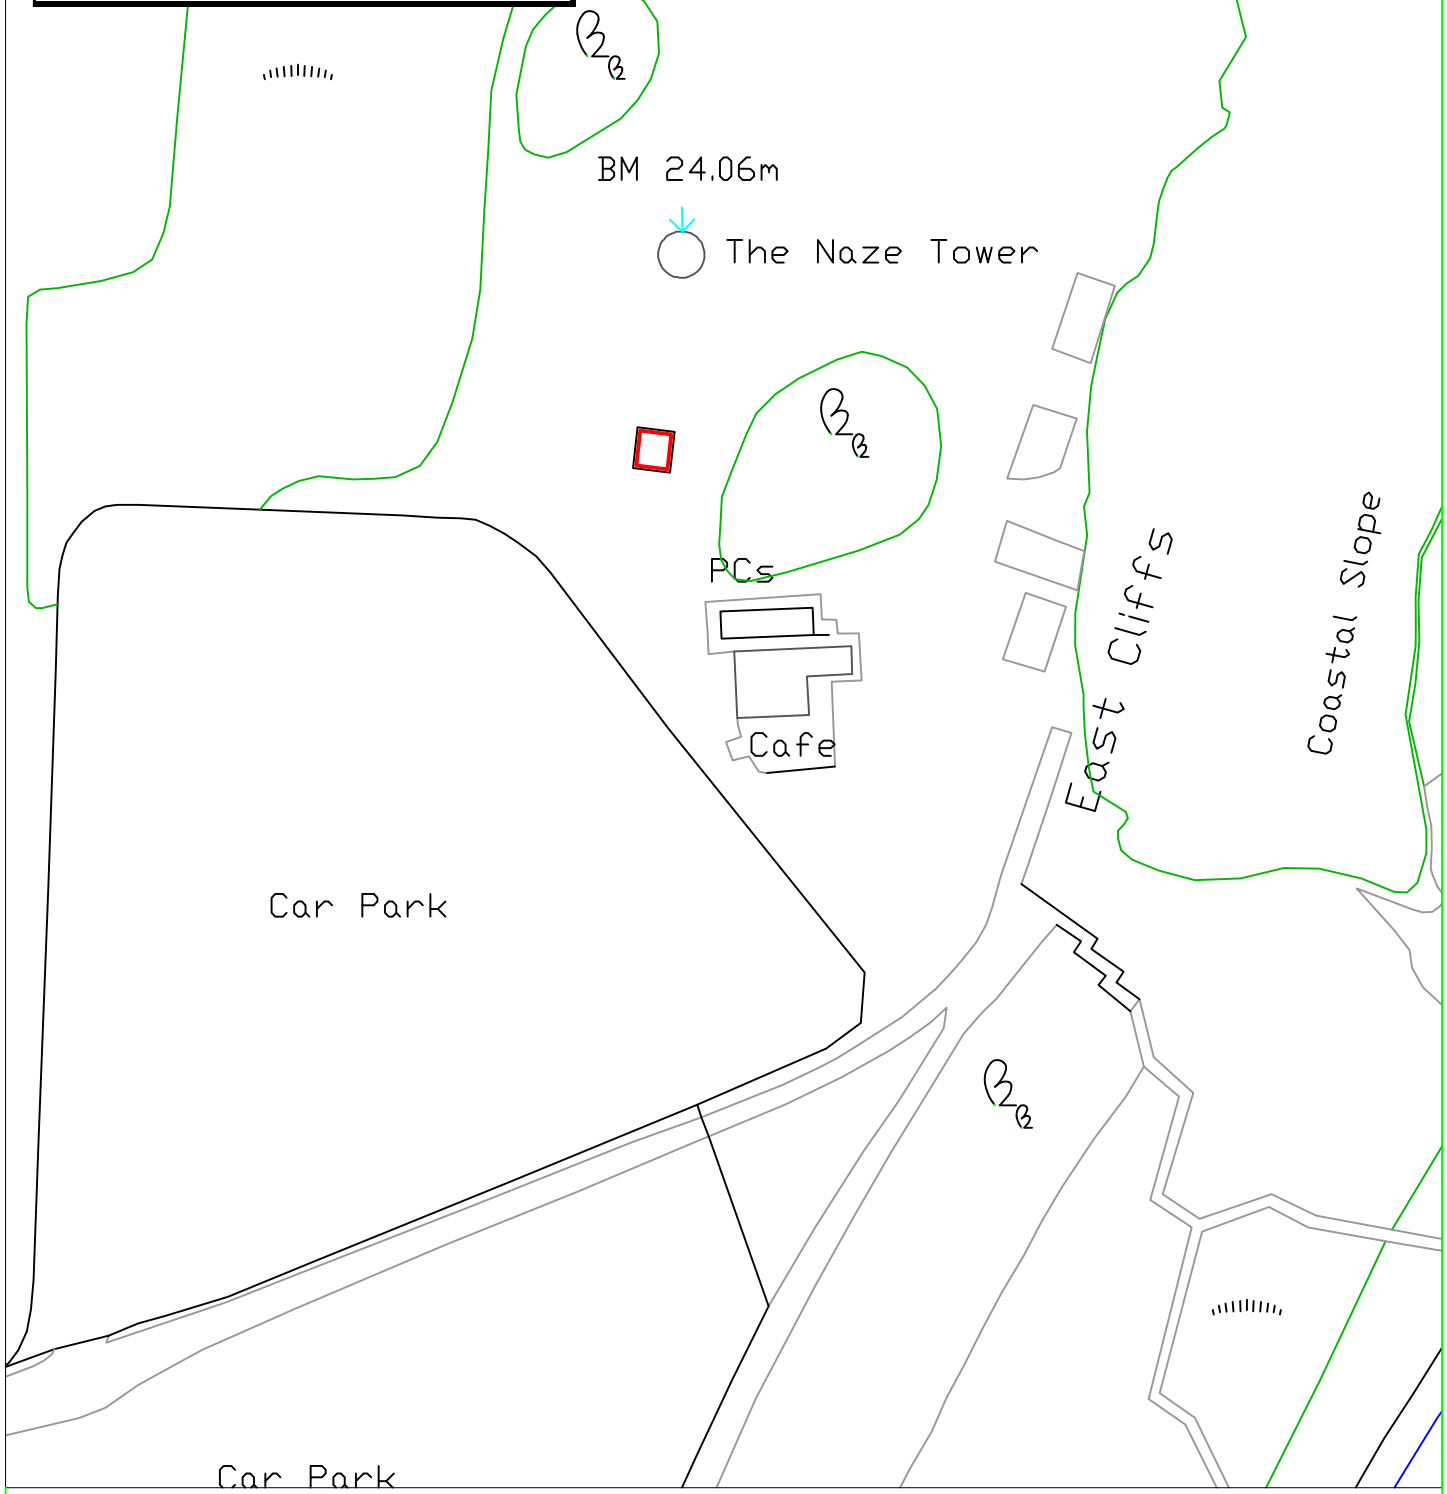 BM 24.06m
The Naze Tower
PCs
East Cliffs
Coastal Slope
Cafe
Car Park
Car Park